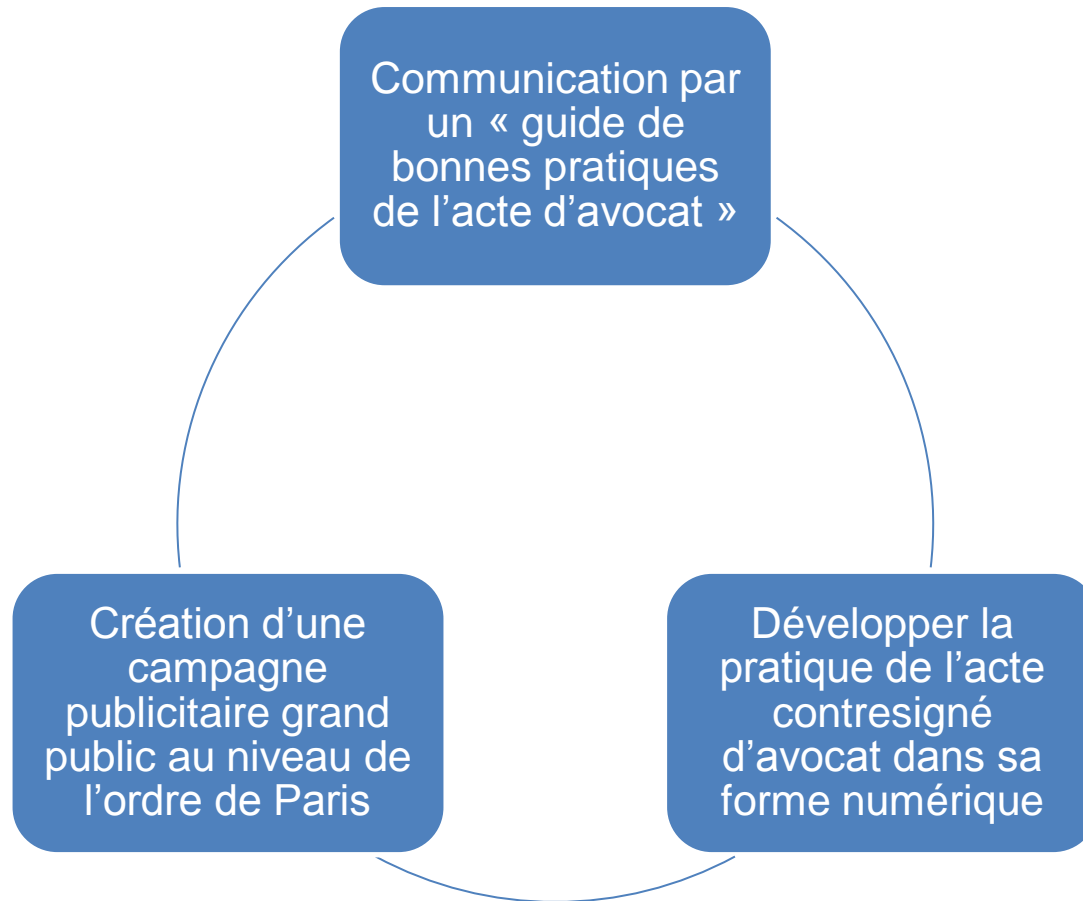 Communication par
un « guide de
bonnes pratiques
de l’acte d’avocat »
Création d’une
campagne
publicitaire grand
public au niveau de
l’ordre de Paris
Développer la
pratique de l’acte
contresigné
d’avocat dans sa
forme numérique